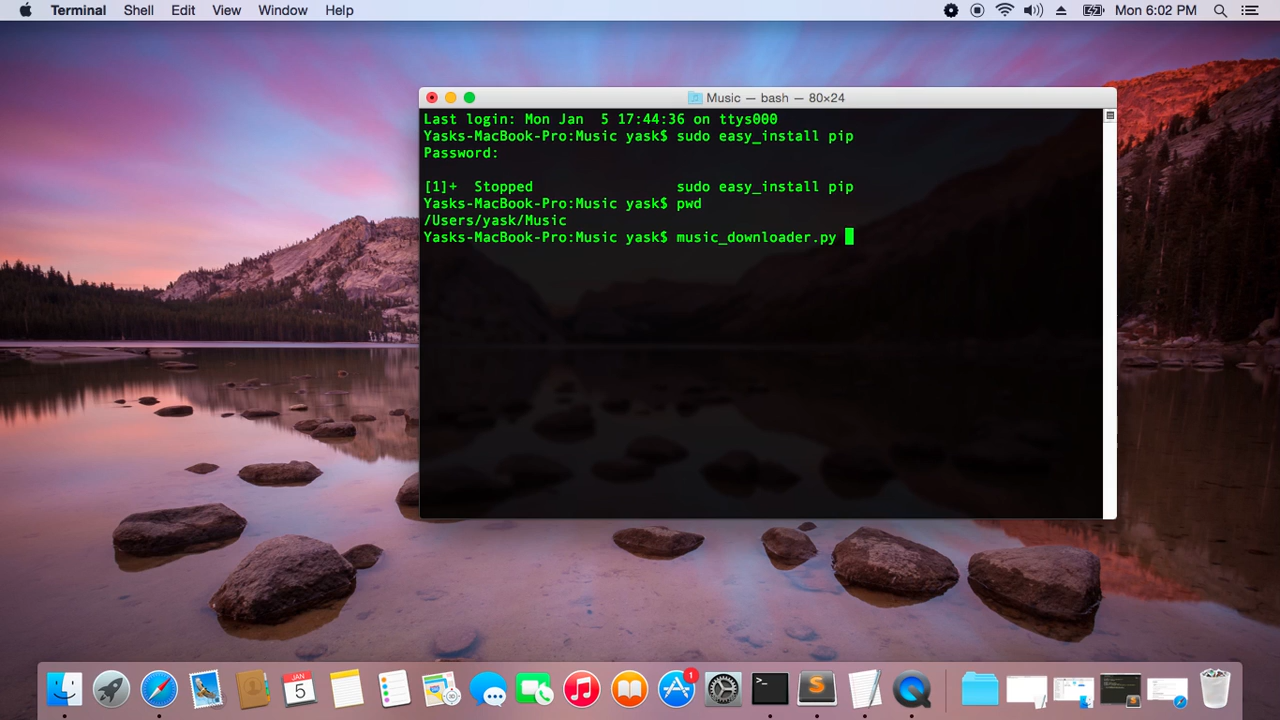 Terminal Shell Edit View Window Help Mon 6:02 PM
Music — bash — 80×24
Last login: Mon Jan  5 17:44:36 on ttys000
Yasks-MacBook-Pro:Music yask$ sudo easy_install pip
Password:
[1]+  Stopped                 sudo easy_install pip
Yasks-MacBook-Pro:Music yask$ pwd
/Users/yask/Music
Yasks-MacBook-Pro:Music yask$ music_downloader.py
JAN
5
1